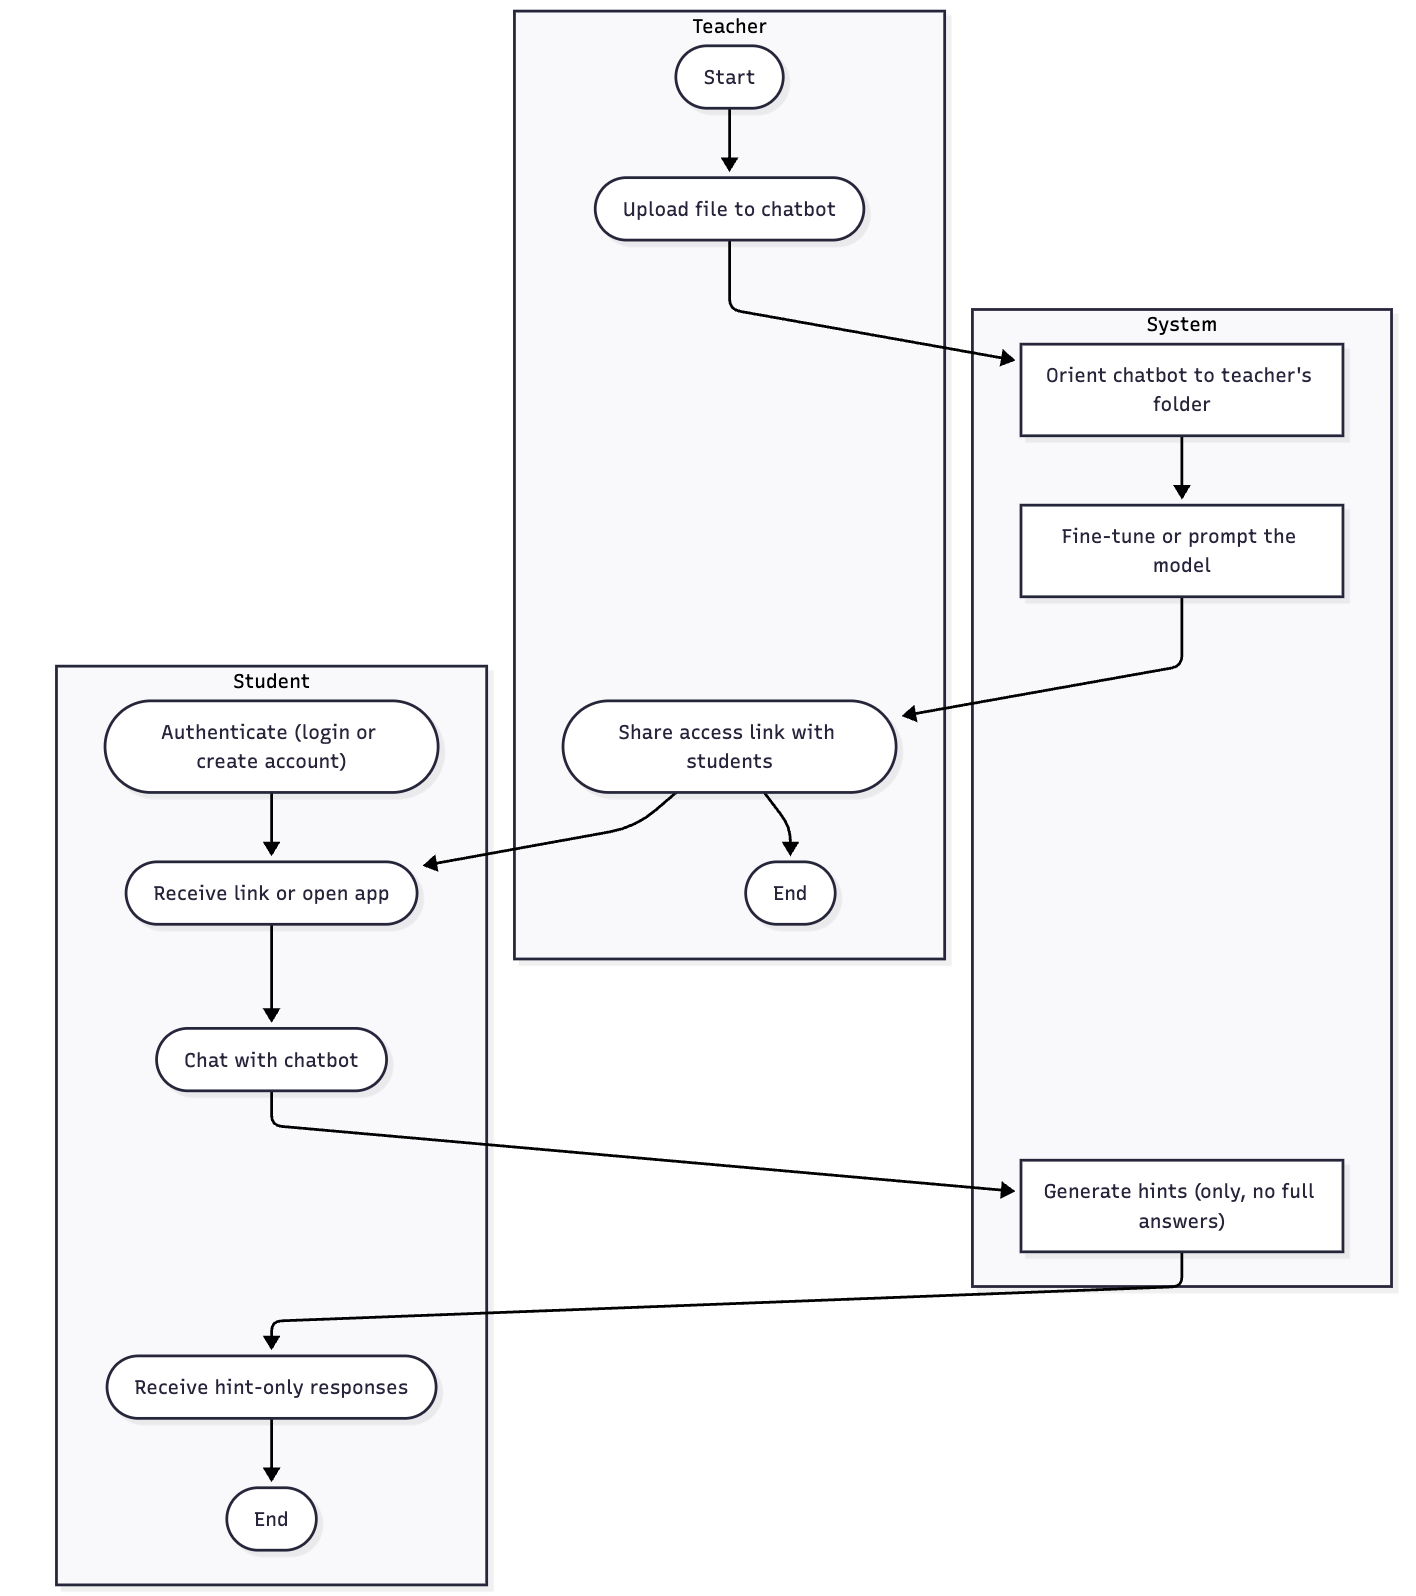 Teacher
Start
Upload file to chatbot
System
Orient chatbot to teacher's
folder
Fine-tune or prompt the
model
Student
Authenticate (login or
create account)
Share access link with
students
Receive link or open app
End
Chat with chatbot
Generate hints (only, no full
answers)
Receive hint-only responses
End